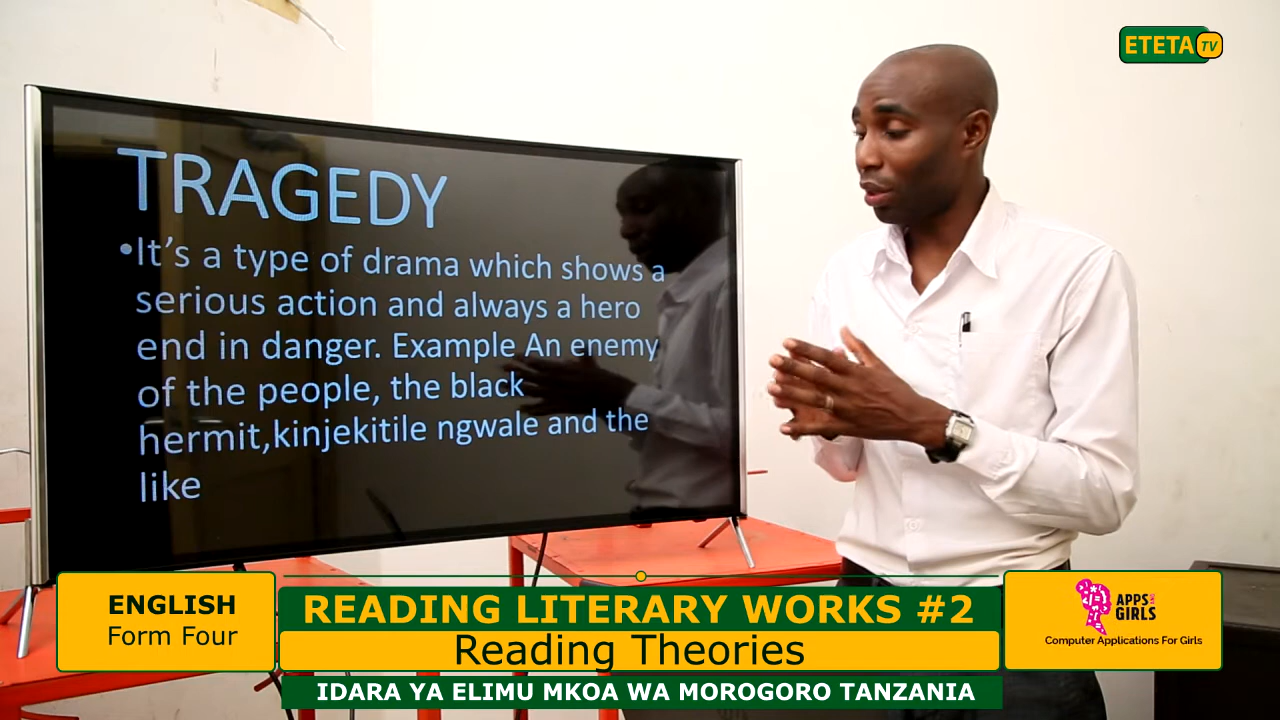 ETETA TV
TRAGEDY
•It's a type of drama which shows a
serious action and always a hero
end in danger. Example An enemy
of the people, the black
hermit,kinjekitile ngwale and the
like
ENGLISH
Form Four
READING LITERARY WORKS #2
Reading Theories
IDARA YA ELIMU MKOA WA MOROGORO TANZANIA
APPS AND
GIRLS
Computer Applications For Girls